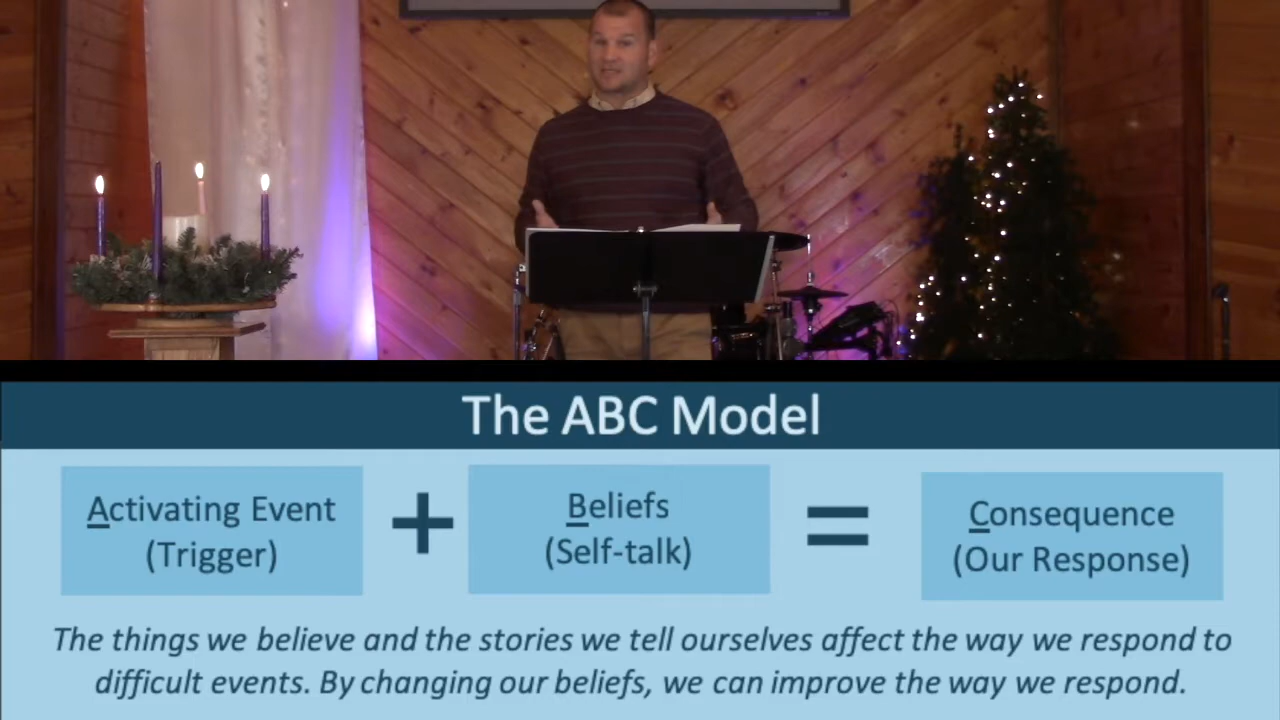 The ABC Model
Activating Event
(Trigger)
+
Beliefs
(Self-talk)
=
Consequence
(Our Response)
The things we believe and the stories we tell ourselves affect the way we respond to
difficult events. By changing our beliefs, we can improve the way we respond.